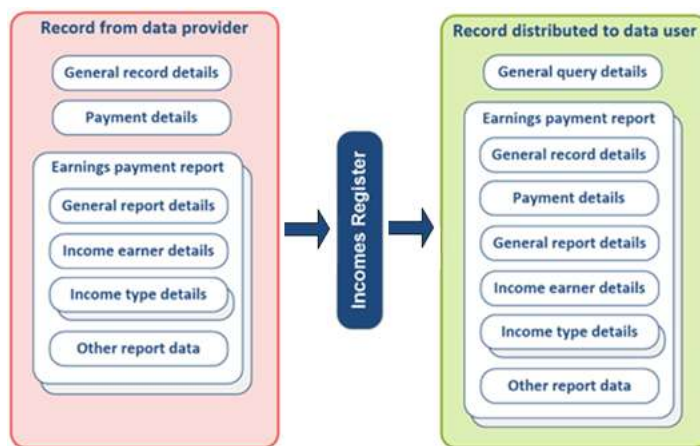 Record from data provider
General record details
Payment details
Earnings payment report
General report details
Income earner details
Income type details
Other report data
Incomes Register
Record distributed to data user
General query details
Earnings payment report
General record details
Payment details
General report details
Income earner details
Income type details
Other report data